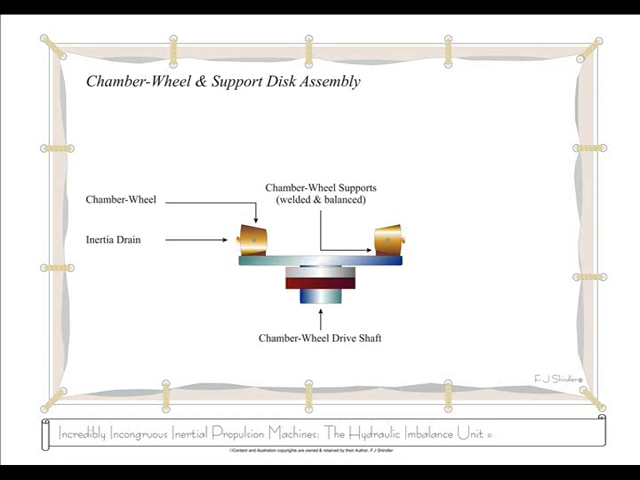 Chamber-Wheel & Support Disk Assembly
Chamber-Wheel Supports
(welded & balanced)
Chamber-Wheel
Inertia Drain
Chamber-Wheel Drive Shaft
F J Shindler ©
Incredibly Incongruous Inertial Propulsion Machines: The Hydraulic Imbalance Unit ©
©Content and illustration copyrights are owned & retained by their Author, F J Shindler